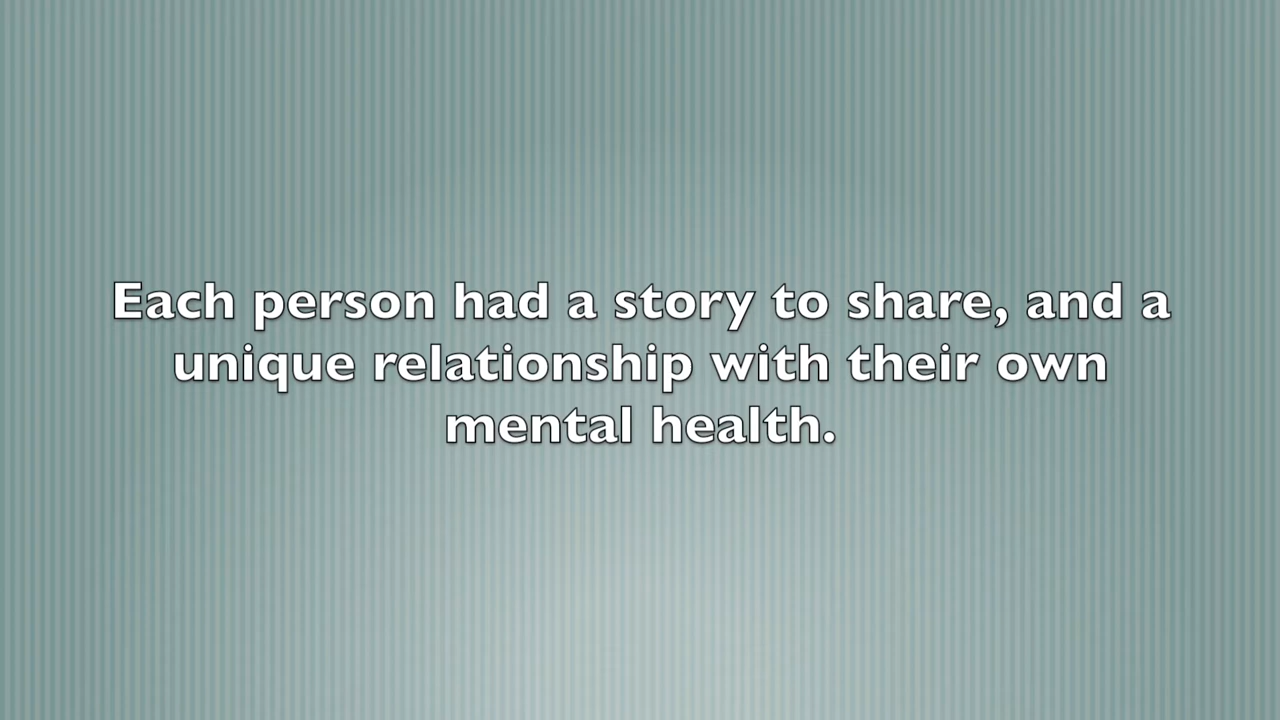 Each person had a story to share, and a
unique relationship with their own
mental health.